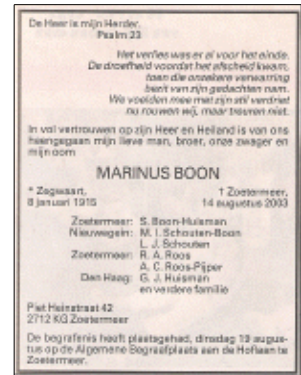 De Heer is mijn Herder.
Psalm 23
Het verlies was er al voor het einde.
De droefheid voordat het afscheid kwam,
toen die onzekere verwarring
bezit van zijn gedachten nam.
We voelden mee met zijn stil verdriet
nu rouwen wij, maar treuren niet.
In vol vertrouwen op zijn Heer en Heiland is van ons
heengegaan mijn lieve man, broer, onze zwager en
mijn oom
MARINUS BOON
* Zegwaart, † Zoetermeer,
8 januari 1915 14 augustus 2003
Zoetermeer: S. Boon-Huisman
Nieuwegein: M. I. Schouten-Boon
L. J. Schouten
Zoetermeer: R. A. Roos
A. C. Roos-Pijper
Den Haag: G. J. Huisman
en verdere familie
Piet Heinstraat 42
2712 KG Zoetermeer
De begrafenis heeft plaatsgehad, dinsdag 19 augus-
tus op de Algemene Begraafplaats aan de Hoflaan te
Zoetermeer.